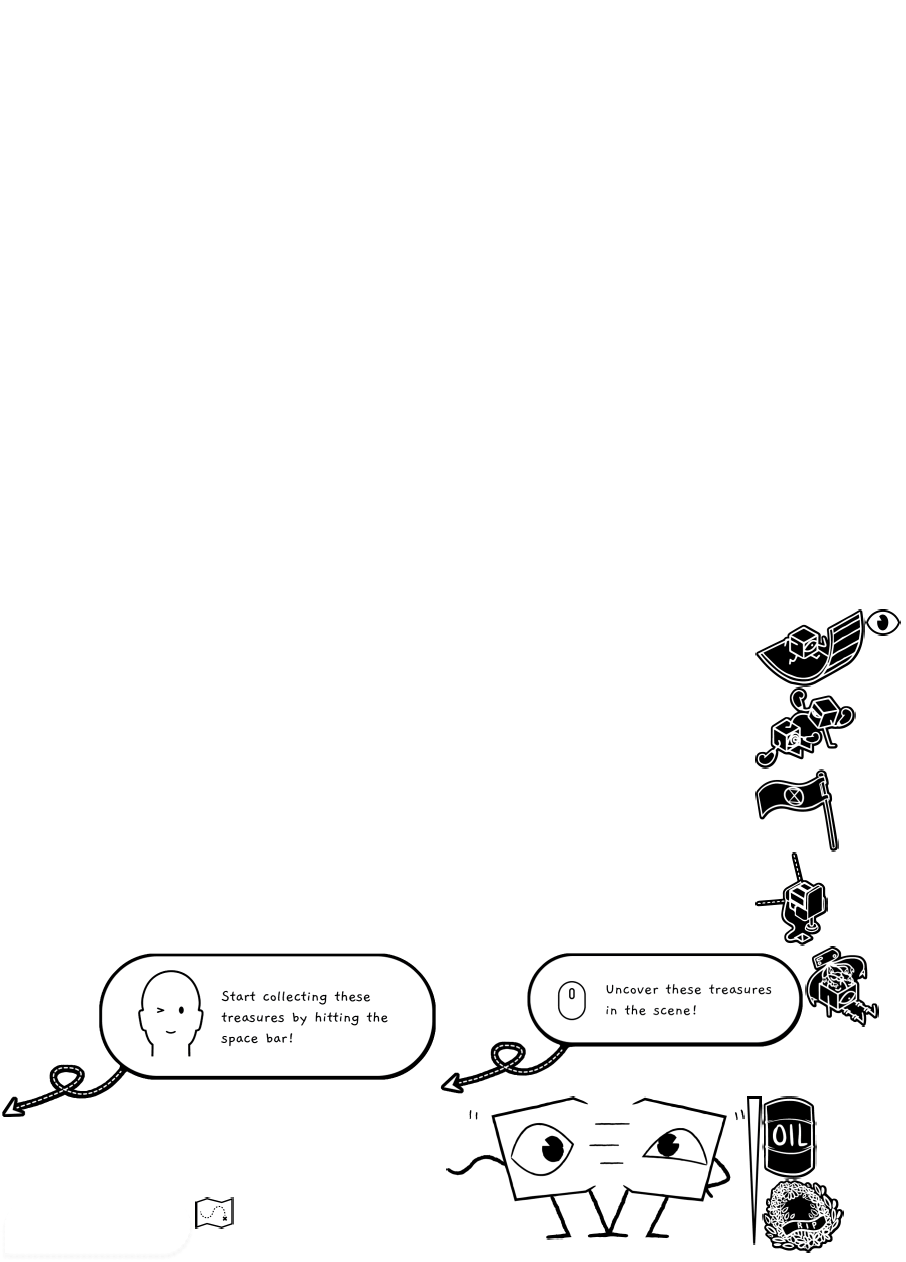 Start collecting these
treasures by hitting the
space bar!
Uncover these treasures
in the scene!
OIL
RIP